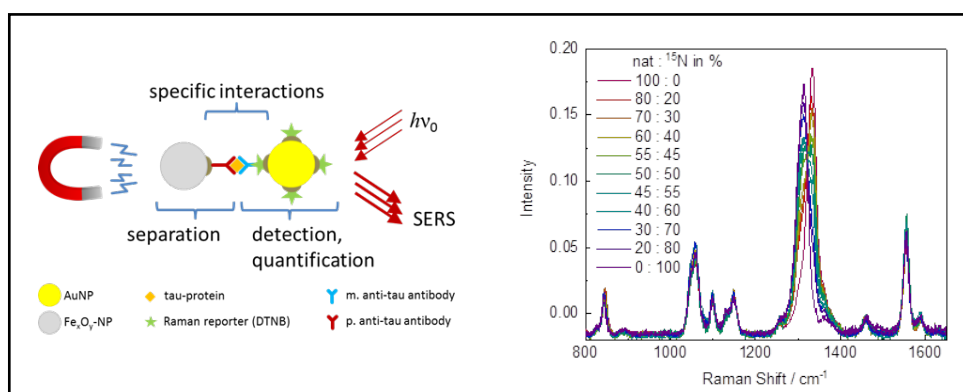 specific interactions
hν₀
SERS
separation
detection,
quantification
AuNP
FeₓOᵧ-NP
tau-protein
Raman reporter (DTNB)
m. anti-tau antibody
p. anti-tau antibody
0.20
0.15
0.10
0.05
0.00
Intensity
nat : ¹⁵N in %
100 : 0
80 : 20
70 : 30
60 : 40
55 : 45
50 : 50
45 : 55
40 : 60
30 : 70
20 : 80
0 : 100
800 1000 1200 1400 1600
Raman Shift / cm⁻¹